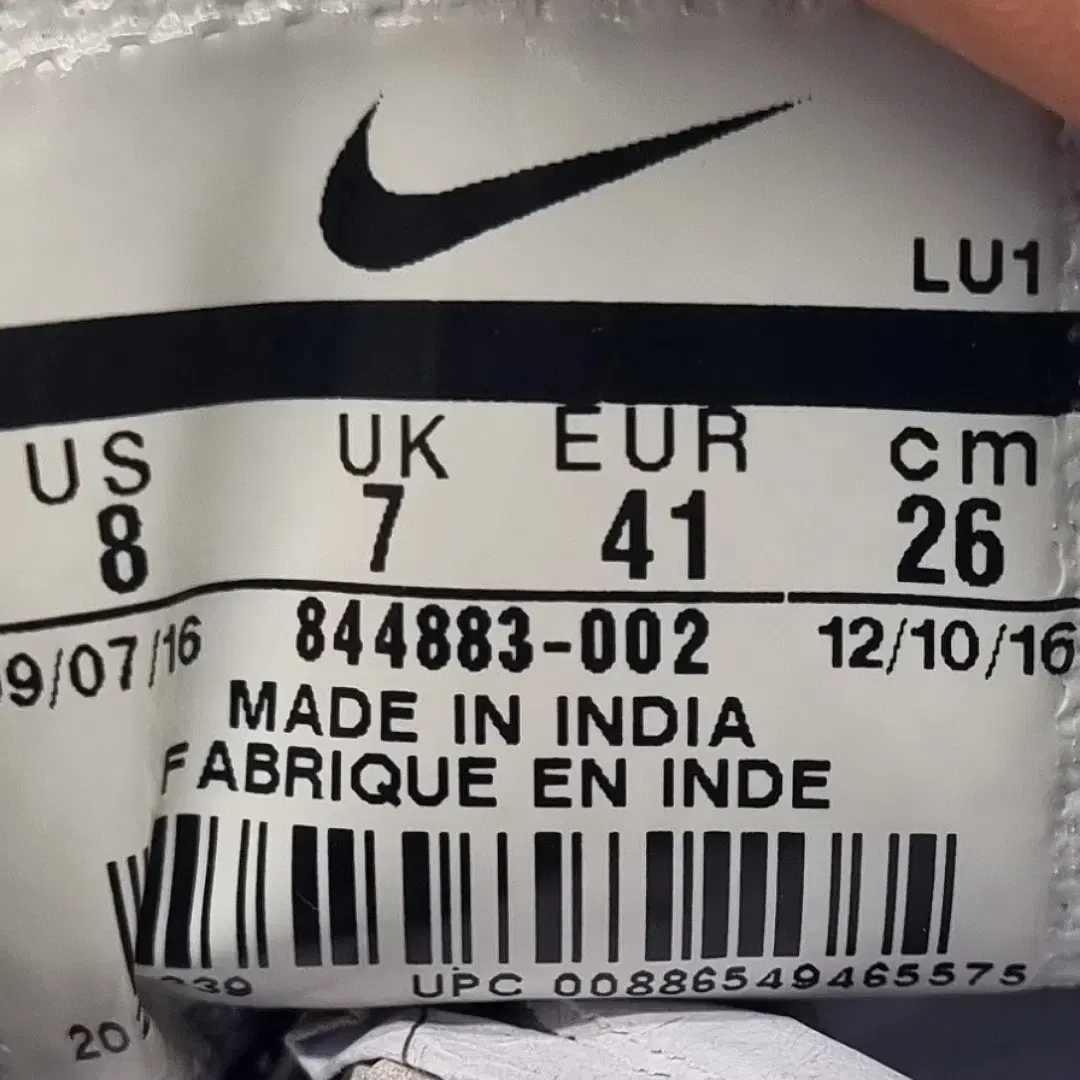 LU1
US UK EUR cm
8 7 41 26
9/07/16 844883-002 12/10/16
MADE IN INDIA
FABRIQUE EN INDE
UPC 00886549465575
20